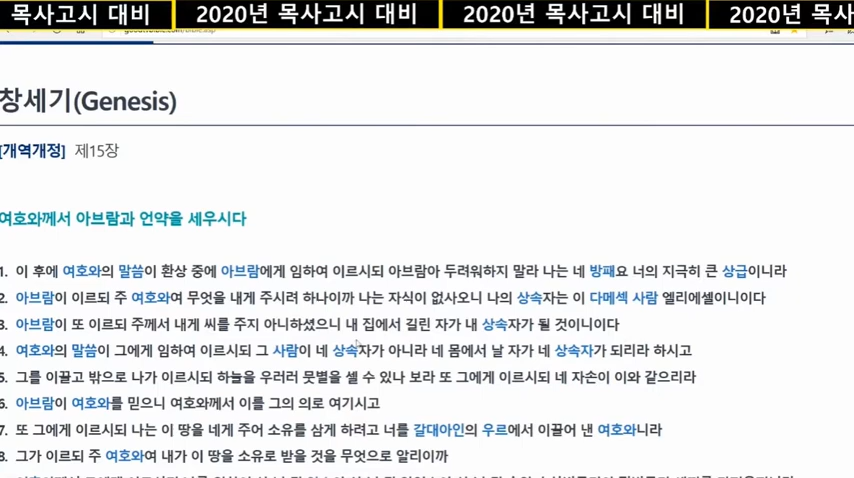 목사고시 대비 2020년 목사고시 대비 2020년 목사고시 대비 2020년 목사
창세기(Genesis)
[개역개정] 제15장
여호와께서 아브람과 언약을 세우시다
1. 이 후에 여호와의 말씀이 환상 중에 아브람에게 임하여 이르시되 아브람아 두려워하지 말라 나는 네 방패요 너의 지극히 큰 상급이니라
2. 아브람이 이르되 주 여호와여 무엇을 내게 주시려 하나이까 나는 자식이 없사오니 나의 상속자는 이 다메섹 사람 엘리에셀이니이다
3. 아브람이 또 이르되 주께서 내게 씨를 주지 아니하셨으니 내 집에서 길린 자가 내 상속자가 될 것이니이다
4. 여호와의 말씀이 그에게 임하여 이르시되 그 사람이 네 상속자가 아니라 네 몸에서 날 자가 네 상속자가 되리라 하시고
5. 그를 이끌고 밖으로 나가 이르시되 하늘을 우러러 뭇별을 셀 수 있나 보라 또 그에게 이르시되 네 자손이 이와 같으리라
6. 아브람이 여호와를 믿으니 여호와께서 이를 그의 의로 여기시고
7. 또 그에게 이르시되 나는 이 땅을 네게 주어 소유를 삼게 하려고 너를 갈대아인의 우르에서 이끌어 낸 여호와니라
8. 그가 이르되 주 여호와여 내가 이 땅을 소유로 받을 것을 무엇으로 알리이까